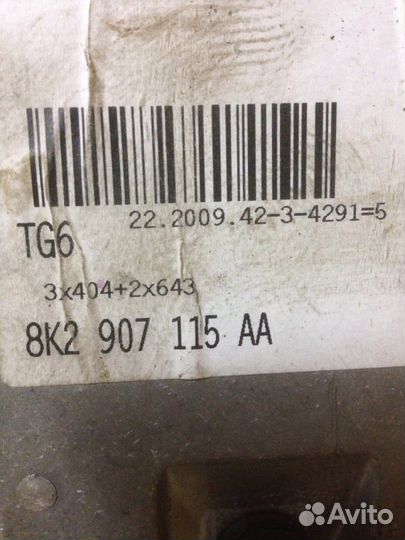 22.2009.42-3-4291=5
TG6
3x404+2x643
8K2 907 115 AA
Avito